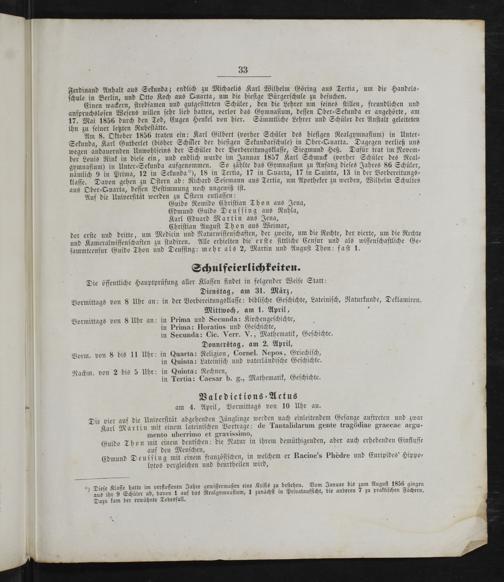 33
Ferdinand Anhalt aus Sekunda; endlich zu Michaelis Karl Wilhelm Göring aus Tertia, um die Handels-
schule in Berlin, und Otto Koch aus Quarta, um die hiesige Bürgerschule zu besuchen.
Einen wackern, strebsamen und gutgesitteten Schüler, den die Lehrer um seines stillen, freundlichen und
anspruchslosen Wesens willen sehr lieb hatten, verlor das Gymnasium, dessen Ober-Sekunda er angehörte, am
17. Mai 1856 durch den Tod, Eugen Henkel von hier. Sämmtliche Lehrer und Schüler der Anstalt geleiteten
ihn zu seiner letzten Ruhestätte.
Am 8. Oktober 1856 traten ein: Karl Gilbert (vorher Schüler des hiesigen Realgymnasium) in Unter-
Sekunda, Karl Gutherlet (bisher Schüler der hiesigen Sekundarschule) in Ober-Quarta. Dagegen verließ uns
wegen andauernden Unwohlseins der Schüler der Vorbereitungsklasse, Siegmund Heß. Dafür trat im Novem-
ber Louis Rind in diese ein, und endlich wurde im Januar 1857 Karl Schmuck (vorher Schüler des Real-
gymnasium) in Unter-Sekunda aufgenommen. So zählte das Gymnasium zu Anfang dieses Jahres 86 Schüler,
nämlich 9 in Prima, 12 in Sekunda*), 18 in Tertia, 17 in Quarta, 17 in Quinta, 13 in der Vorbereitungs-
klasse. Davon gehen zu Ostern ab: Richard Seismann aus Tertia, um Apotheker zu werden, Wilhelm Schultes
aus Ober-Quarta, dessen Bestimmung noch ungewiß ist.
Auf die Universität werden zu Ostern entlassen:
Guido Romido Christian Thon aus Jena,
Edmund Guido Deussing aus Ruhla,
Karl Eduard Martin aus Jena,
Christian August Thon aus Weimar,
der erste und dritte, um Medicin und Naturwissenschaften, der zweite, um die Rechte, der vierte, um die Rechte
und Kameralwissenschaften zu studiren. Alle erhielten die erste sittliche Censur und als wissenschaftliche Ge-
sammtcensur Guido Thon und Deussing: mehr als 2, Martin und August Thon: fast 1.
Schulfeierlichkeiten.
Die öffentliche Hauptprüfung aller Klassen findet in folgender Weise Statt:
Dienstag, am 31. März,
Vormittags von 8 Uhr an: in der Vorbereitungsklasse: biblische Geschichte, Lateinisch, Naturkunde, Deklamiren.
Mittwoch, am 1. April,
Vormittags von 8 Uhr an: in Prima und Secunda: Kirchengeschichte,
in Prima: Horatius und Geschichte,
in Secunda: Cic. Verr. V., Mathematik, Geschichte.
Donnerstag, am 2. April,
Vorm. von 8 bis 11 Uhr: in Quarta: Religion, Cornel. Nepos, Griechisch,
in Quinta: Lateinisch und vaterländische Geschichte.
Nachm. von 2 bis 5 Uhr: in Quinta: Rechnen,
in Tertia: Caesar b. g., Mathematik, Geschichte.
Valedictions-Actus
am 4. April, Vormittags von 10 Uhr an.
Die vier auf die Universität abgehenden Jünglinge werden nach einleitendem Gesange auftreten und zwar
Karl Martin mit einem lateinischen Vortrage: de Tantalidarum gente tragödiae graecae argu-
mento uberrimo et gravissimo,
Guido Thon mit einem deutschen: die Natur in ihrem demüthigenden, aber auch erhebenden Einflusse
auf den Menschen,
Edmund Deussing mit einem französischen, in welchem er Racine's Phèdre und Euripides' Hippo-
lytos vergleichen und beurtheilen wird,
*) Diese Klasse hatte im verflossenen Jahre gewissermaßen eine Krisis zu bestehen. Vom Januar bis zum August 1856 gingen
aus ihr 9 Schüler ab, davon 1 auf das Realgymnasium, 1 zunächst in Privataufsicht, die anderen 7 zu praktischen Fächern.
Dazu kam der erwähnte Todesfall.